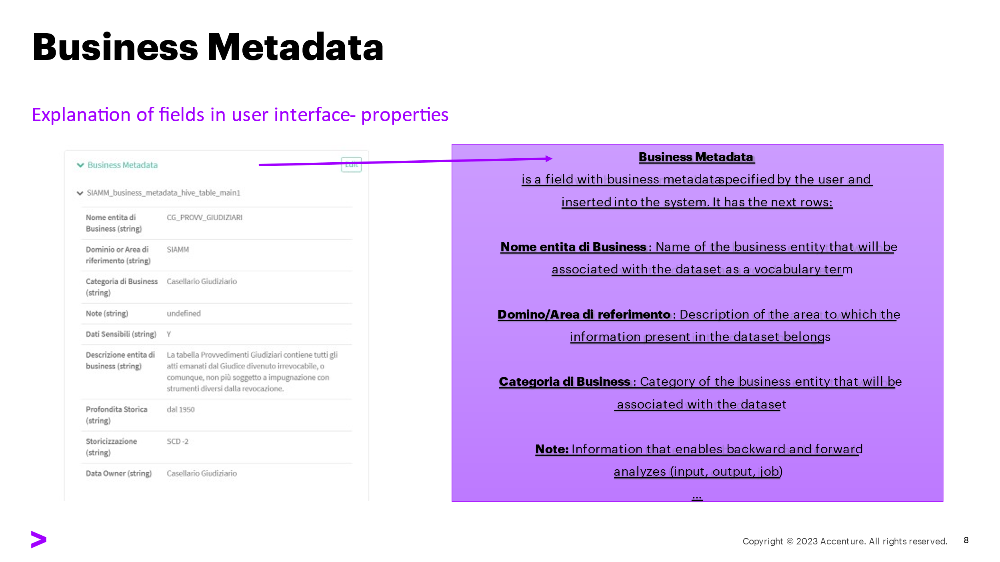 Business Metadata
Explanation of fields in user interface- properties
Business Metadata
Edit
SIAMM_business_metadata_hive_table_main1
Nome entita di
Business (string)
CG_PROVV_GIUDIZIARI
Dominio or Area di
riferimento (string)
SIAMM
Categoria di Business
(string)
Casellario Giudiziario
Note (string)
undefined
Dati Sensibili (string)
Y
Descrizione entita di
business (string)
La tabella Provvedimenti Giudiziari contiene tutti gli
atti emanati dal Giudice divenuto irrevocabile, o
comunque, non più soggetto a impugnazione con
strumenti diversi dalla revocazione.
Profondita Storica
(string)
dal 1950
Storicizzazione
(string)
SCD -2
Data Owner (string)
Casellario Giudiziario
Business Metadata
is a field with business metadata specified by the user and
inserted into the system. It has the next rows:
Nome entita di Business : Name of the business entity that will be
associated with the dataset as a vocabulary term
Domino/Area di referimento : Description of the area to which the
information present in the dataset belongs
Categoria di Business : Category of the business entity that will be
associated with the dataset
Note: Information that enables backward and forward
analyzes (input, output, job)
...
Copyright © 2023 Accenture. All rights reserved.
8